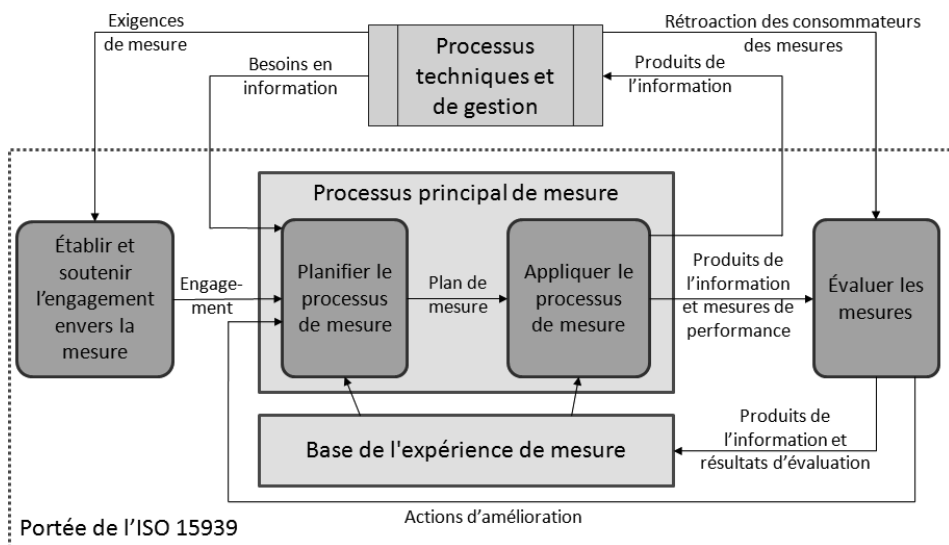 Exigences
de mesure
Processus
techniques et
de gestion
Rétroaction des consommateurs
des mesures
Besoins en
information
Produits de
l'information
Processus principal de mesure
Établir et
soutenir
l'engagement
envers la
mesure
Engage-
ment
Planifier le
processus
de mesure
Plan de
mesure
Appliquer le
processus
de mesure
Produits de
l'information
et mesures de
performance
Évaluer les
mesures
Base de l'expérience de mesure
Produits de
l'information et
résultats d'évaluation
Actions d'amélioration
Portée de l'ISO 15939